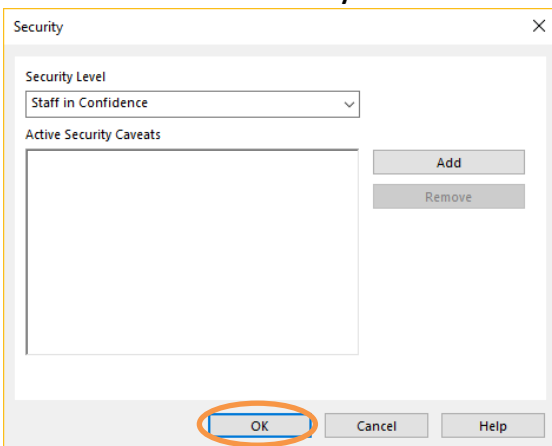 Security
Security Level
Staff in Confidence
Active Security Caveats
Add
Remove
OK Cancel Help